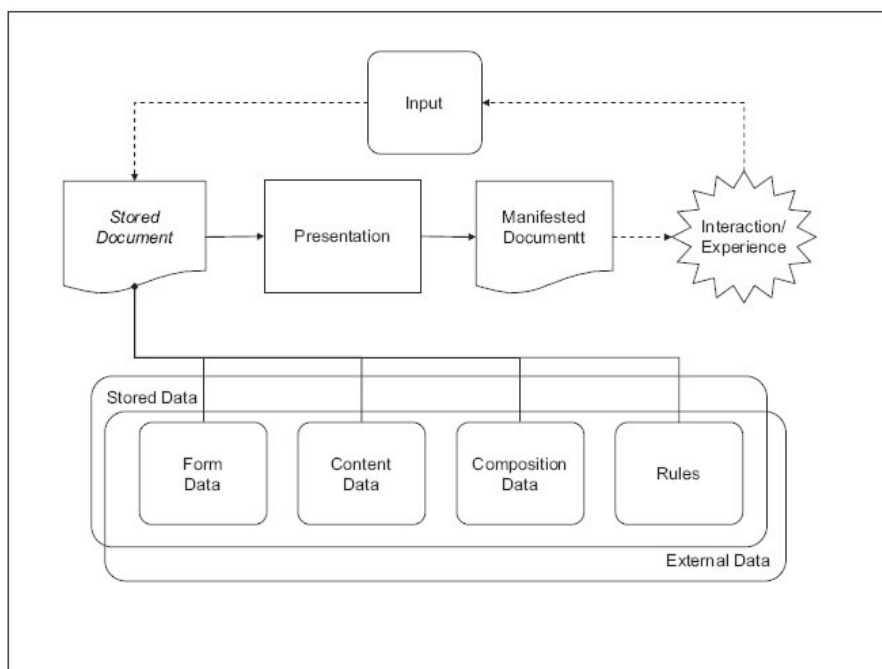 Input
Stored
Document
Presentation
Manifested
Documentt
Interaction/
Experience
Stored Data
Form
Data
Content
Data
Composition
Data
Rules
External Data